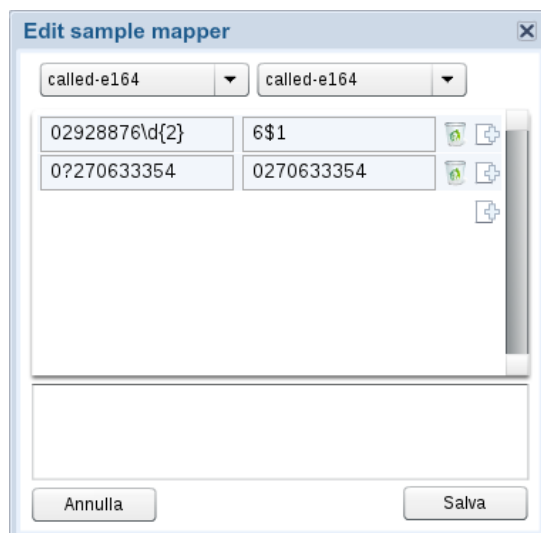 Edit sample mapper
called-e164 called-e164
02928876\d{2} 6$1
0?270633354 0270633354
Annulla Salva